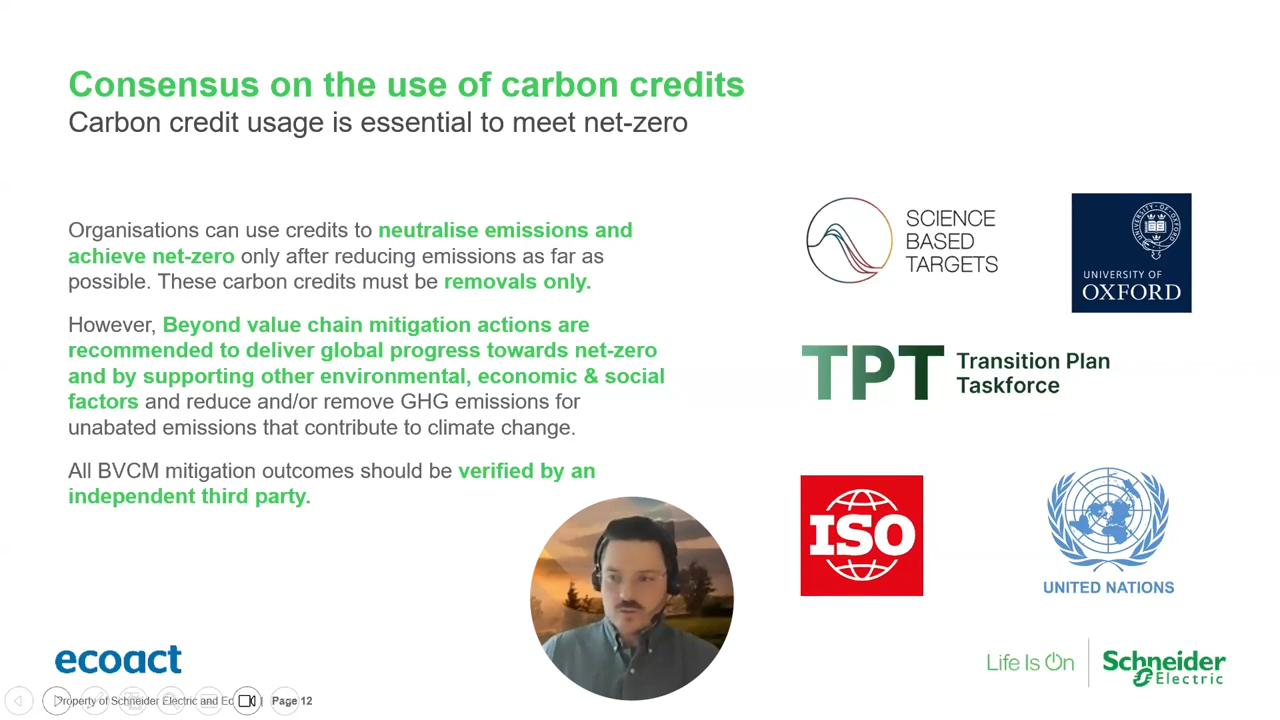 Consensus on the use of carbon credits
Carbon credit usage is essential to meet net-zero
Organisations can use credits to neutralise emissions and
achieve net-zero only after reducing emissions as far as
possible. These carbon credits must be removals only.
However, Beyond value chain mitigation actions are
recommended to deliver global progress towards net-zero
and by supporting other environmental, economic & social
factors and reduce and/or remove GHG emissions for
unabated emissions that contribute to climate change.
All BVCM mitigation outcomes should be verified by an
independent third party.
SCIENCE
BASED
TARGETS
UNIVERSITY OF
OXFORD
TPT Transition Plan
Taskforce
ISO
UNITED NATIONS
ecoact
Life Is On
Schneider
Electric
Property of Schneider Electric and | Page 12